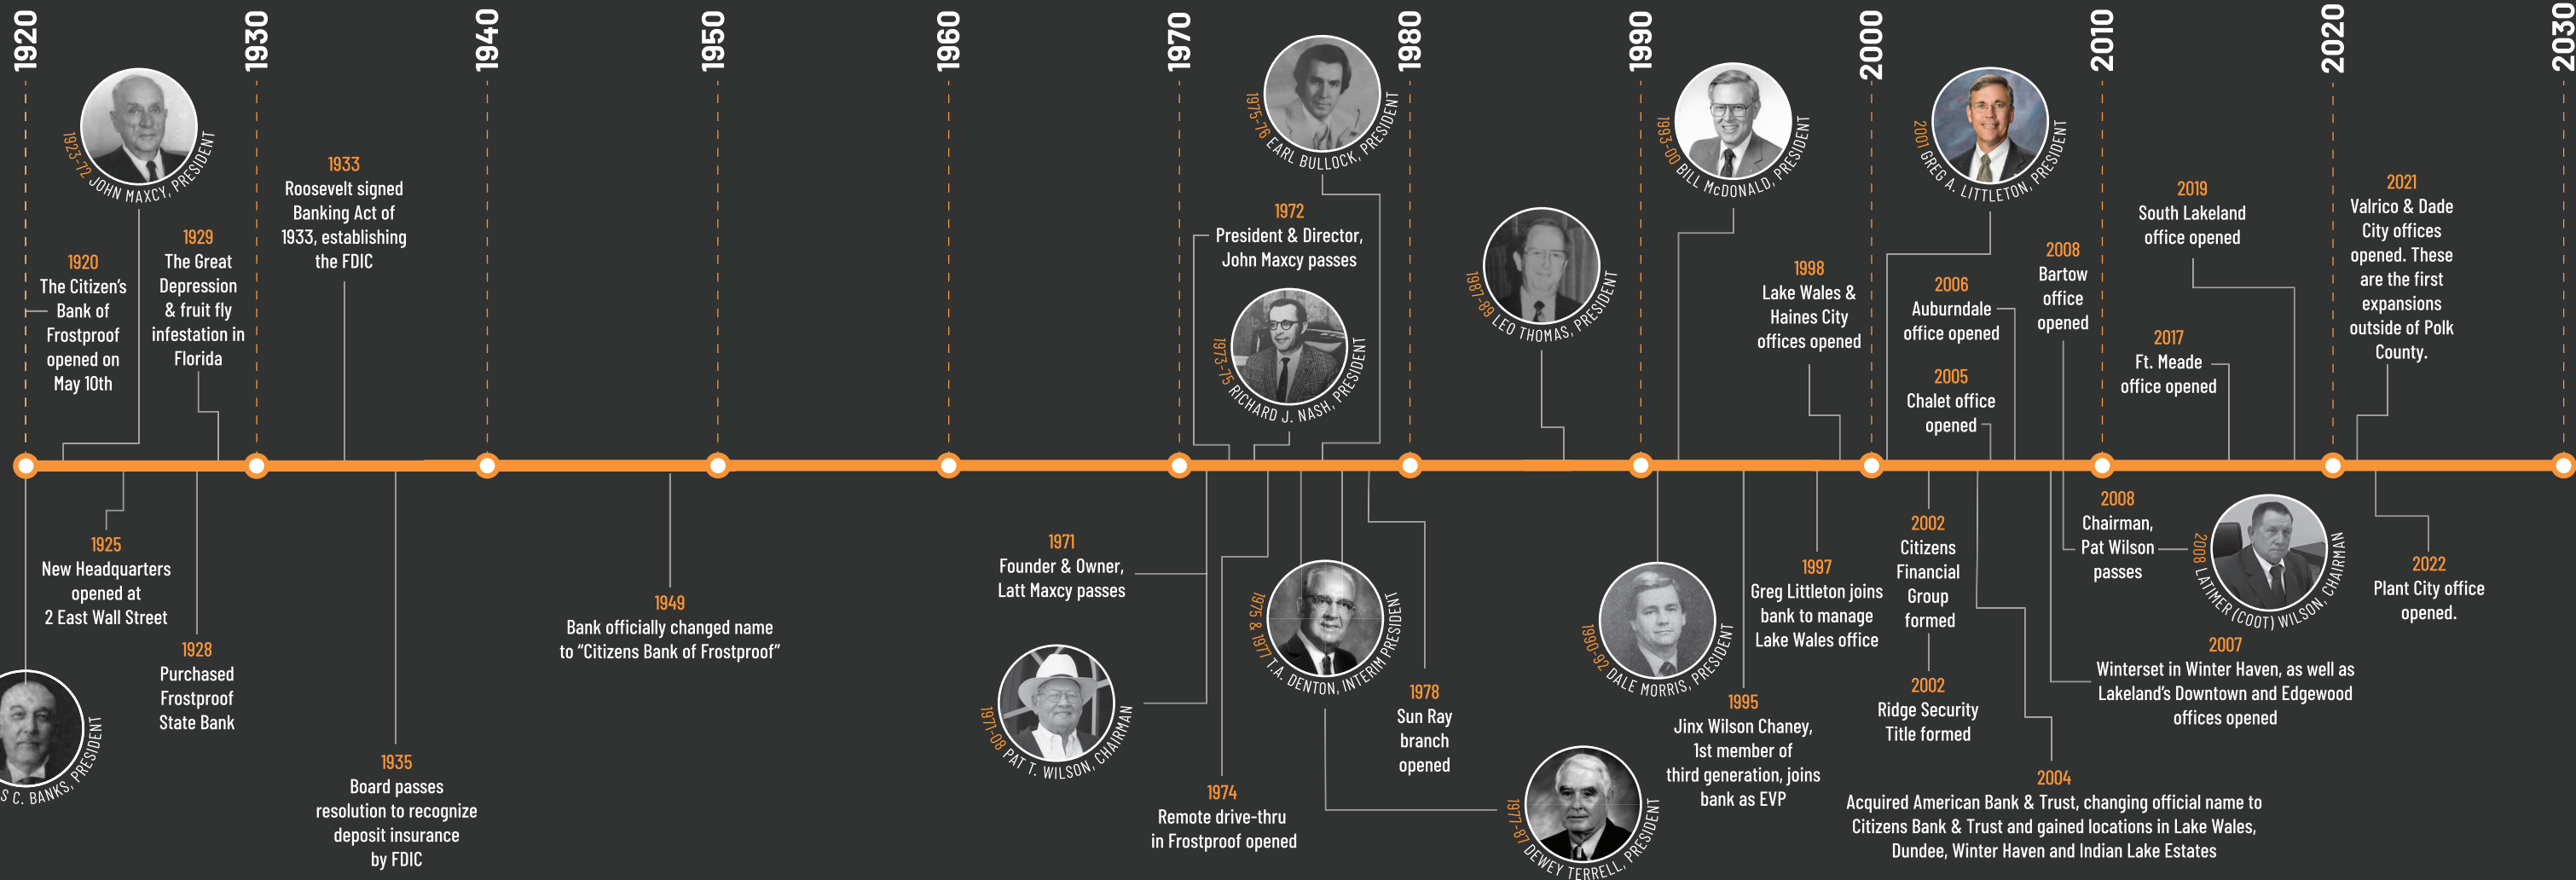 1920
1930
1940
1950
1960
1970
1980
1990
2000
2010
2020
2030
1923-72 JOHN MAXCY, PRESIDENT
1920
The Citizen's
Bank of
Frostproof
opened on
May 10th
1929
The Great
Depression
& fruit fly
infestation in
Florida
1933
Roosevelt signed
Banking Act of
1933, establishing
the FDIC
1975-76 EARL BULLOCK, PRESIDENT
1972
President & Director,
John Maxcy passes
1973-75 RICHARD J. NASH, PRESIDENT
1987-89 LEO THOMAS, PRESIDENT
1993-00 BILL McDONALD, PRESIDENT
1998
Lake Wales &
Haines City
offices opened
2001 GREG A. LITTLETON, PRESIDENT
2006
Auburndale
office opened
2005
Chalet office
opened
2008
Bartow
office
opened
2019
South Lakeland
office opened
2017
Ft. Meade
office opened
2021
Valrico & Dade
City offices
opened. These
are the first
expansions
outside of Polk
County.
S C. BANKS, PRESIDENT
1925
New Headquarters
opened at
2 East Wall Street
1928
Purchased
Frostproof
State Bank
1935
Board passes
resolution to recognize
deposit insurance
by FDIC
1949
Bank officially changed name
to “Citizens Bank of Frostproof”
1971
Founder & Owner,
Latt Maxcy passes
1971-08 PAT T. WILSON, CHAIRMAN
1974
Remote drive-thru
in Frostproof opened
1975 & 1977 T.A. DENTON, INTERIM PRESIDENT
1978
Sun Ray
branch
opened
1977-87 DEWEY TERRELL, PRESIDENT
1990-92 DALE MORRIS, PRESIDENT
1995
Jinx Wilson Chaney,
1st member of
third generation, joins
bank as EVP
1997
Greg Littleton joins
bank to manage
Lake Wales office
2002
Citizens
Financial
Group
formed
2002
Ridge Security
Title formed
2004
Acquired American Bank & Trust, changing official name to
Citizens Bank & Trust and gained locations in Lake Wales,
Dundee, Winter Haven and Indian Lake Estates
2008
Chairman,
Pat Wilson
passes
2008 LATIMER (COOT) WILSON, CHAIRMAN
2007
Winterset in Winter Haven, as well as
Lakeland's Downtown and Edgewood
offices opened
2022
Plant City office
opened.